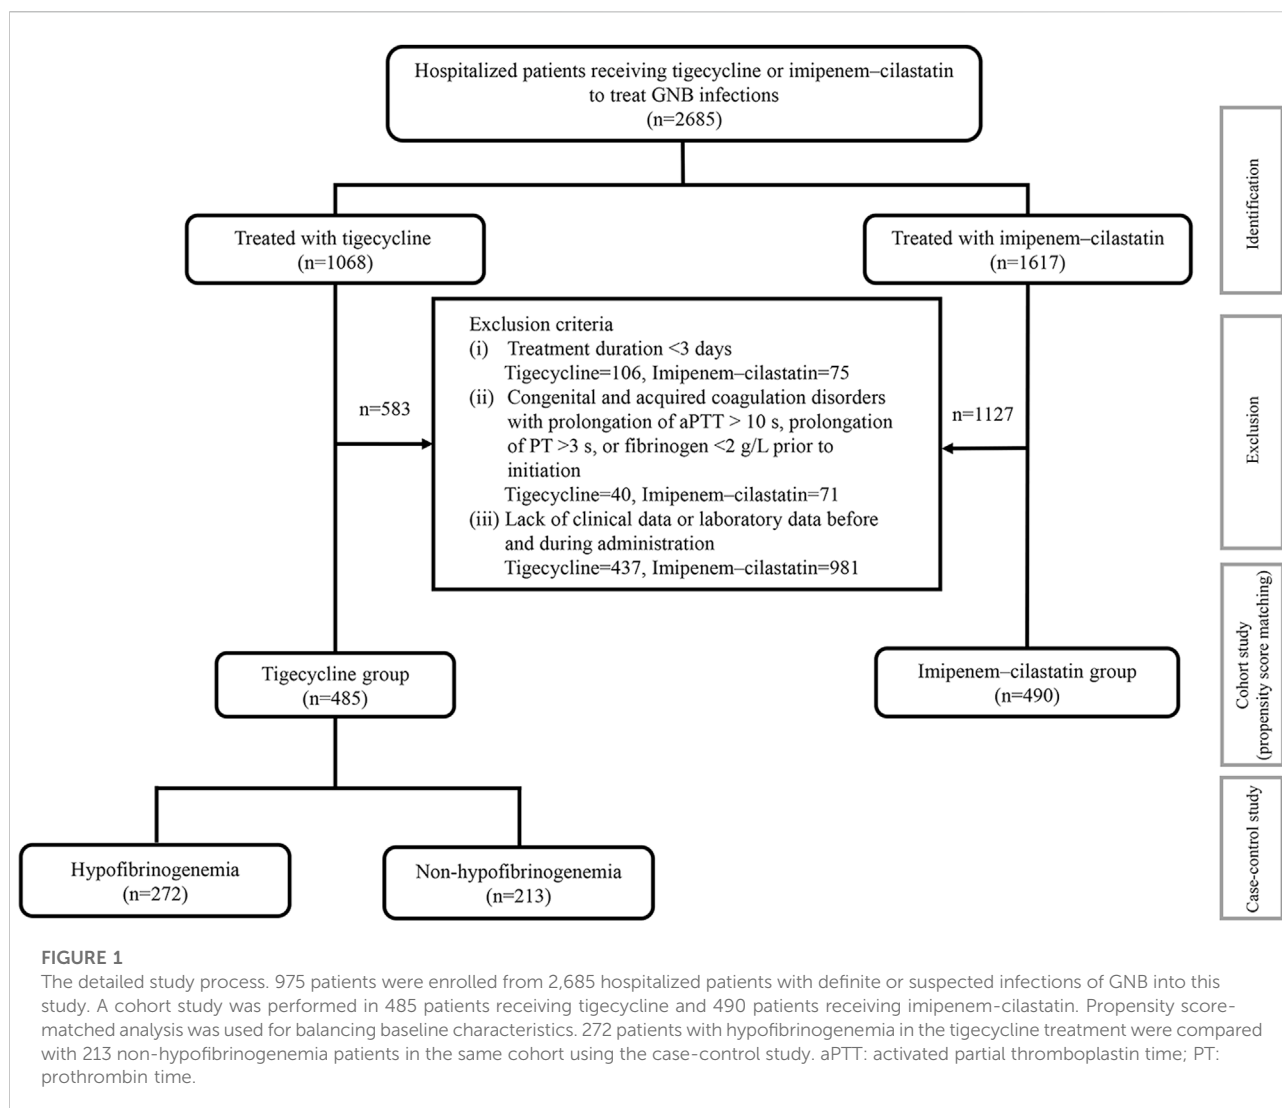 Hospitalized patients receiving tigecycline or imipenem–cilastatin
to treat GNB infections
(n=2685)
Identification
Treated with tigecycline
(n=1068)
Treated with imipenem–cilastatin
(n=1617)
Exclusion criteria
(i) Treatment duration <3 days
Tigecycline=106, Imipenem–cilastatin=75
(ii) Congenital and acquired coagulation disorders
with prolongation of aPTT > 10 s, prolongation
of PT >3 s, or fibrinogen <2 g/L prior to
initiation
Tigecycline=40, Imipenem–cilastatin=71
(iii) Lack of clinical data or laboratory data before
and during administration
Tigecycline=437, Imipenem–cilastatin=981
n=583
n=1127
Exclusion
Tigecycline group
(n=485)
Imipenem–cilastatin group
(n=490)
Cohort study
(propensity score matching)
Hypofibrinogenemia
(n=272)
Non-hypofibrinogenemia
(n=213)
Case-control study
FIGURE 1
The detailed study process. 975 patients were enrolled from 2,685 hospitalized patients with definite or suspected infections of GNB into this
study. A cohort study was performed in 485 patients receiving tigecycline and 490 patients receiving imipenem-cilastatin. Propensity score-
matched analysis was used for balancing baseline characteristics. 272 patients with hypofibrinogenemia in the tigecycline treatment were compared
with 213 non-hypofibrinogenemia patients in the same cohort using the case-control study. aPTT: activated partial thromboplastin time; PT:
prothrombin time.